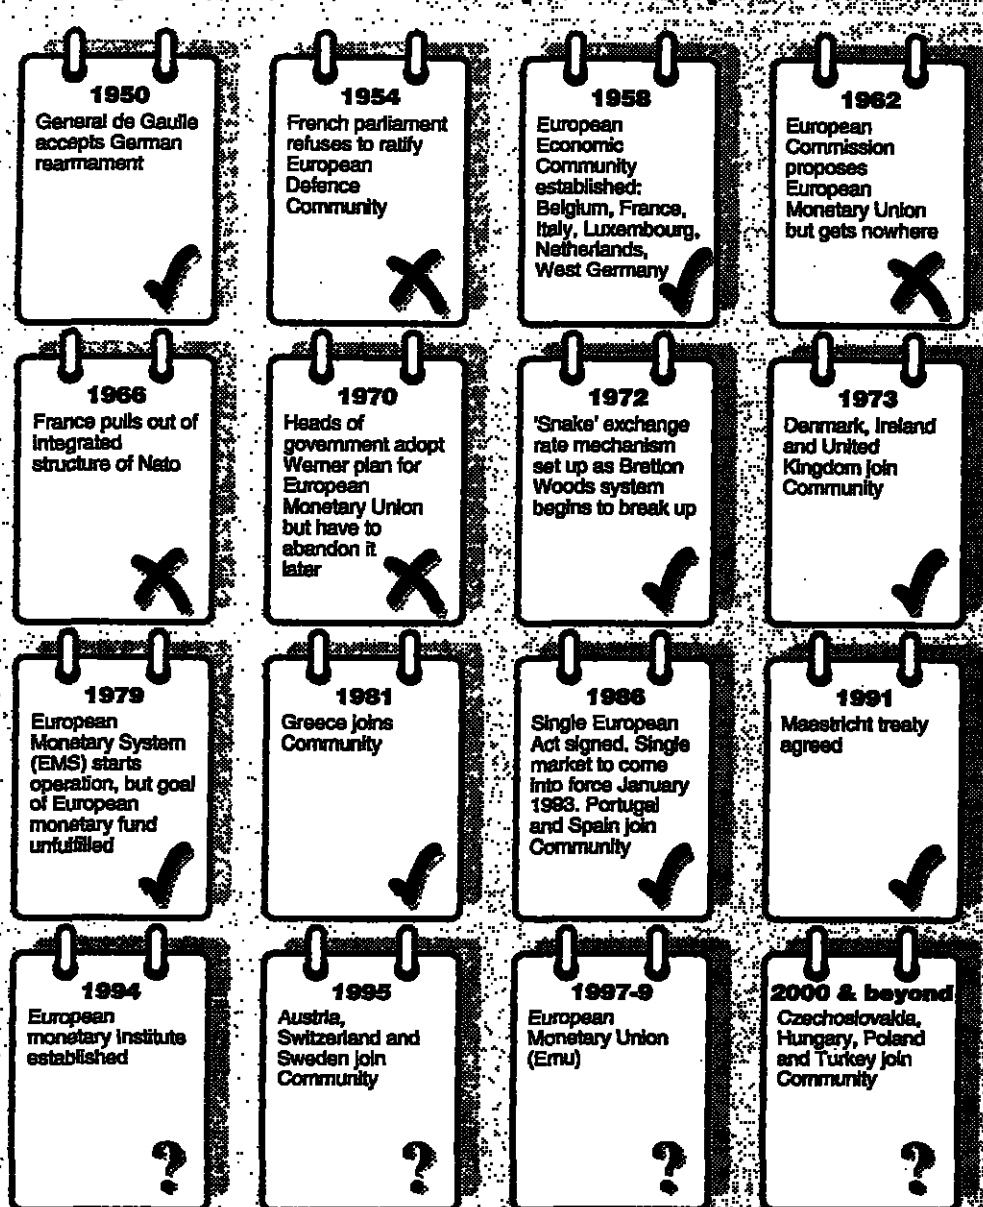 1950
General de Gaulle
accepts German
rearmament
1954
French parliament
refuses to ratify
European
Defence
Community
1958
European
Economic
Community
established:
Belgium, France,
Italy, Luxembourg,
Netherlands,
West Germany
1962
European
Commission
proposes
European
Monetary Union
but gets nowhere
1966
France pulls out of
integrated
structure of Nato
1970
Heads of
government adopt
Werner plan for
European
Monetary Union
but have to
abandon it
later
1972
'Snake' exchange
rate mechanism
set up as Bretton
Woods system
begins to break up
1973
Denmark, Ireland
and United
Kingdom join
Community
1979
European
Monetary System
(EMS) starts
operation, but goal
of European
monetary fund
unfulfilled
1981
Greece joins
Community
1986
Single European
Act signed. Single
market to come
into force January
1993. Portugal
and Spain join
Community
1991
Maastricht treaty
agreed
1994
European
monetary institute
established
1995
Austria,
Switzerland and
Sweden join
Community
1997-9
European
Monetary Union
(Emu)
2000 & beyond
Czechoslovakia,
Hungary, Poland
and Turkey join
Community